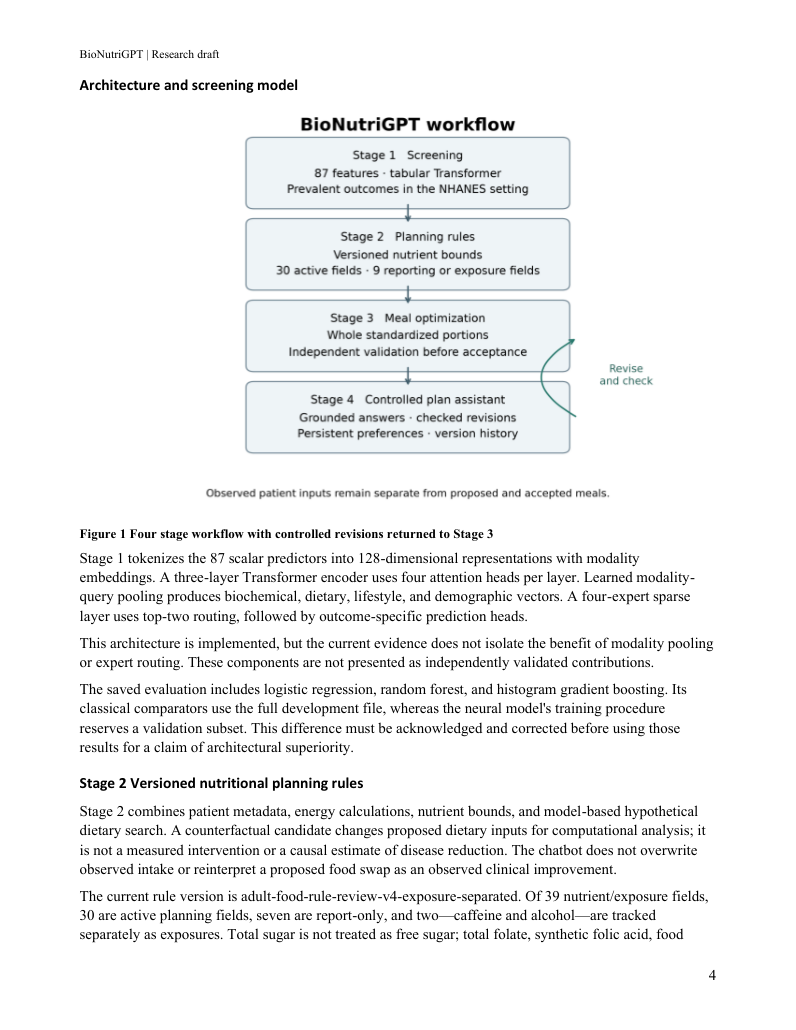 BioNutriGPT | Research draft
Architecture and screening model
BioNutriGPT workflow
Stage 1   Screening
87 features · tabular Transformer
Prevalent outcomes in the NHANES setting
Stage 2   Planning rules
Versioned nutrient bounds
30 active fields · 9 reporting or exposure fields
Stage 3   Meal optimization
Whole standardized portions
Independent validation before acceptance
Revise
and check
Stage 4   Controlled plan assistant
Grounded answers · checked revisions
Persistent preferences · version history
Observed patient inputs remain separate from proposed and accepted meals.
Figure 1 Four stage workflow with controlled revisions returned to Stage 3
Stage 1 tokenizes the 87 scalar predictors into 128-dimensional representations with modality
embeddings. A three-layer Transformer encoder uses four attention heads per layer. Learned modality-
query pooling produces biochemical, dietary, lifestyle, and demographic vectors. A four-expert sparse
layer uses top-two routing, followed by outcome-specific prediction heads.
This architecture is implemented, but the current evidence does not isolate the benefit of modality pooling
or expert routing. These components are not presented as independently validated contributions.
The saved evaluation includes logistic regression, random forest, and histogram gradient boosting. Its
classical comparators use the full development file, whereas the neural model's training procedure
reserves a validation subset. This difference must be acknowledged and corrected before using those
results for a claim of architectural superiority.
Stage 2 Versioned nutritional planning rules
Stage 2 combines patient metadata, energy calculations, nutrient bounds, and model-based hypothetical
dietary search. A counterfactual candidate changes proposed dietary inputs for computational analysis; it
is not a measured intervention or a causal estimate of disease reduction. The chatbot does not overwrite
observed intake or reinterpret a proposed food swap as an observed clinical improvement.
The current rule version is adult-food-rule-review-v4-exposure-separated. Of 39 nutrient/exposure fields,
30 are active planning fields, seven are report-only, and two—caffeine and alcohol—are tracked
separately as exposures. Total sugar is not treated as free sugar; total folate, synthetic folic acid, food
4